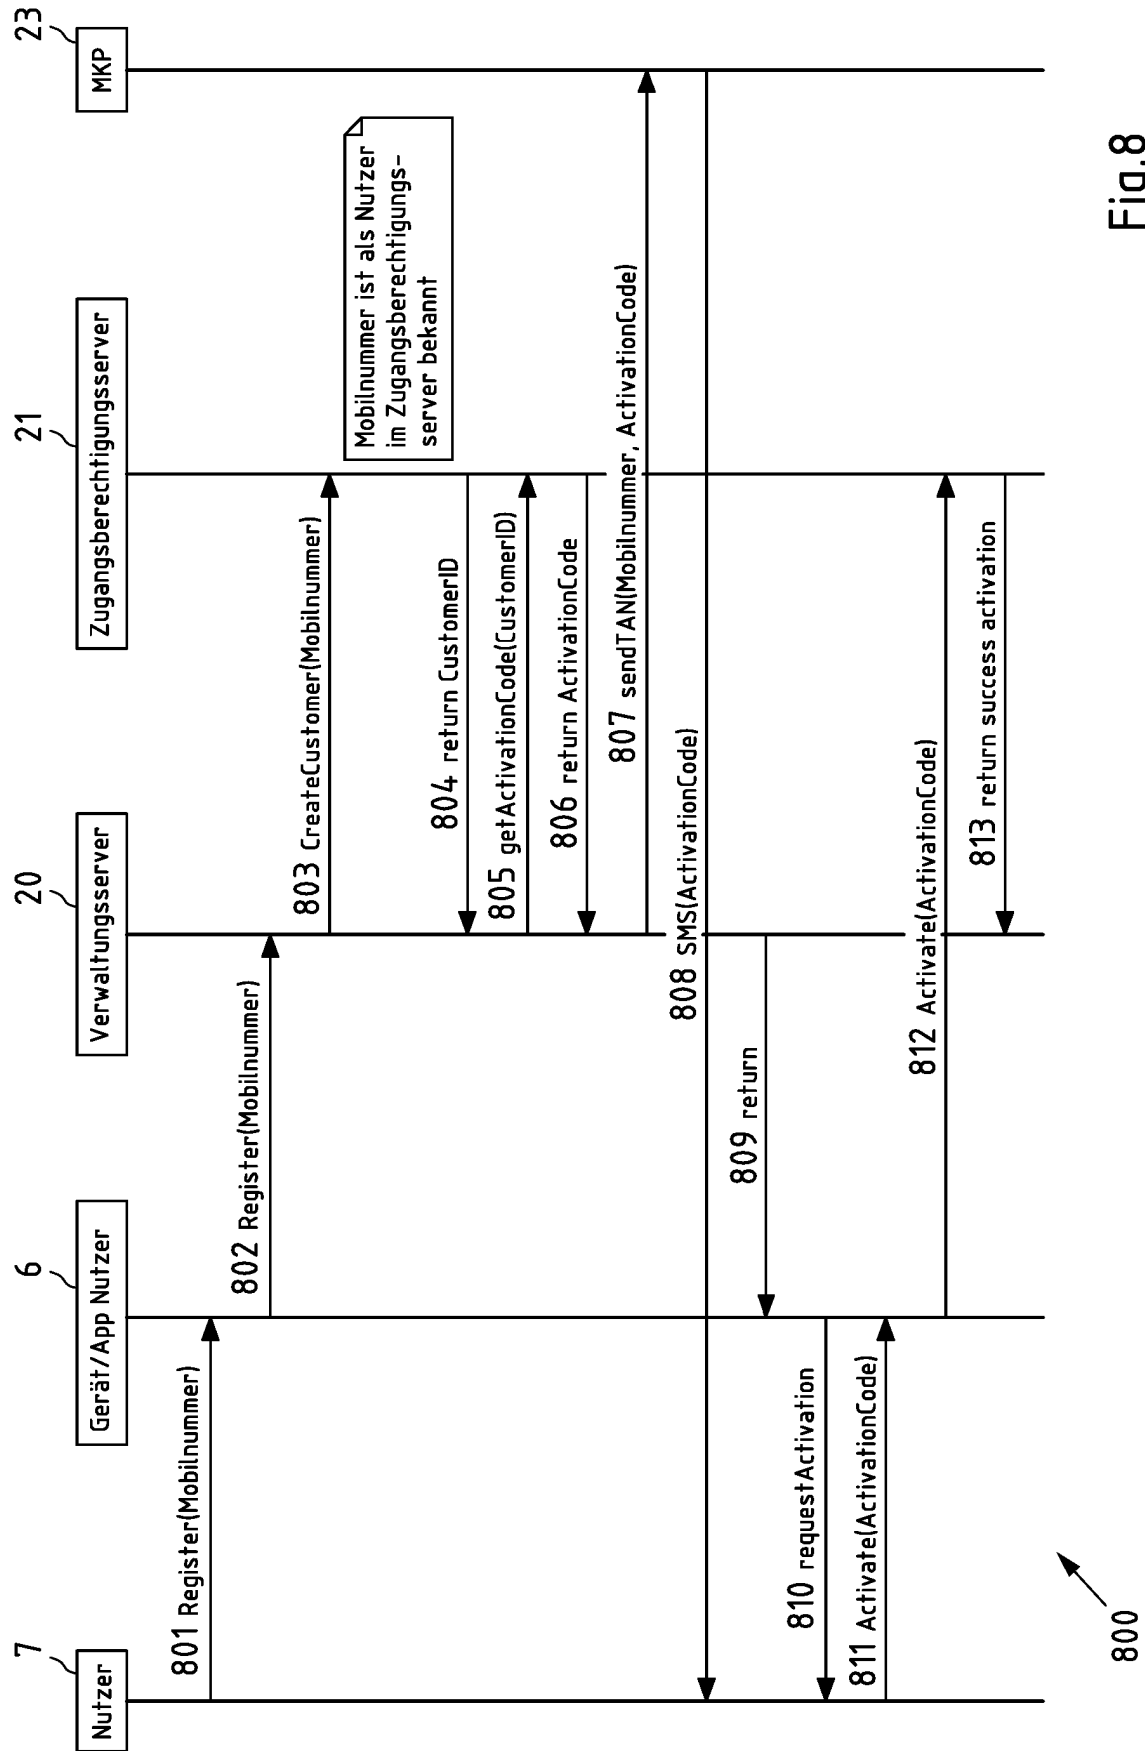 7
Nutzer
6
Gerät/App Nutzer
20
Verwaltungsserver
21
Zugangsberechtigungsserver
23
MKP
801 Register(Mobilnummer)
802 Register(Mobilnummer)
803 CreateCustomer(Mobilnummer)
Mobilnummer ist als Nutzer
im Zugangsberechtigungs-
server bekannt
804 return CustomerID
805 getActivationCode(CustomerID)
806 return ActivationCode
807 sendTAN(Mobilnummer, ActivationCode)
808 SMS(ActivationCode)
809 return
810 requestActivation
811 Activate(ActivationCode)
812 Activate(ActivationCode)
813 return success activation
800
Fig.8